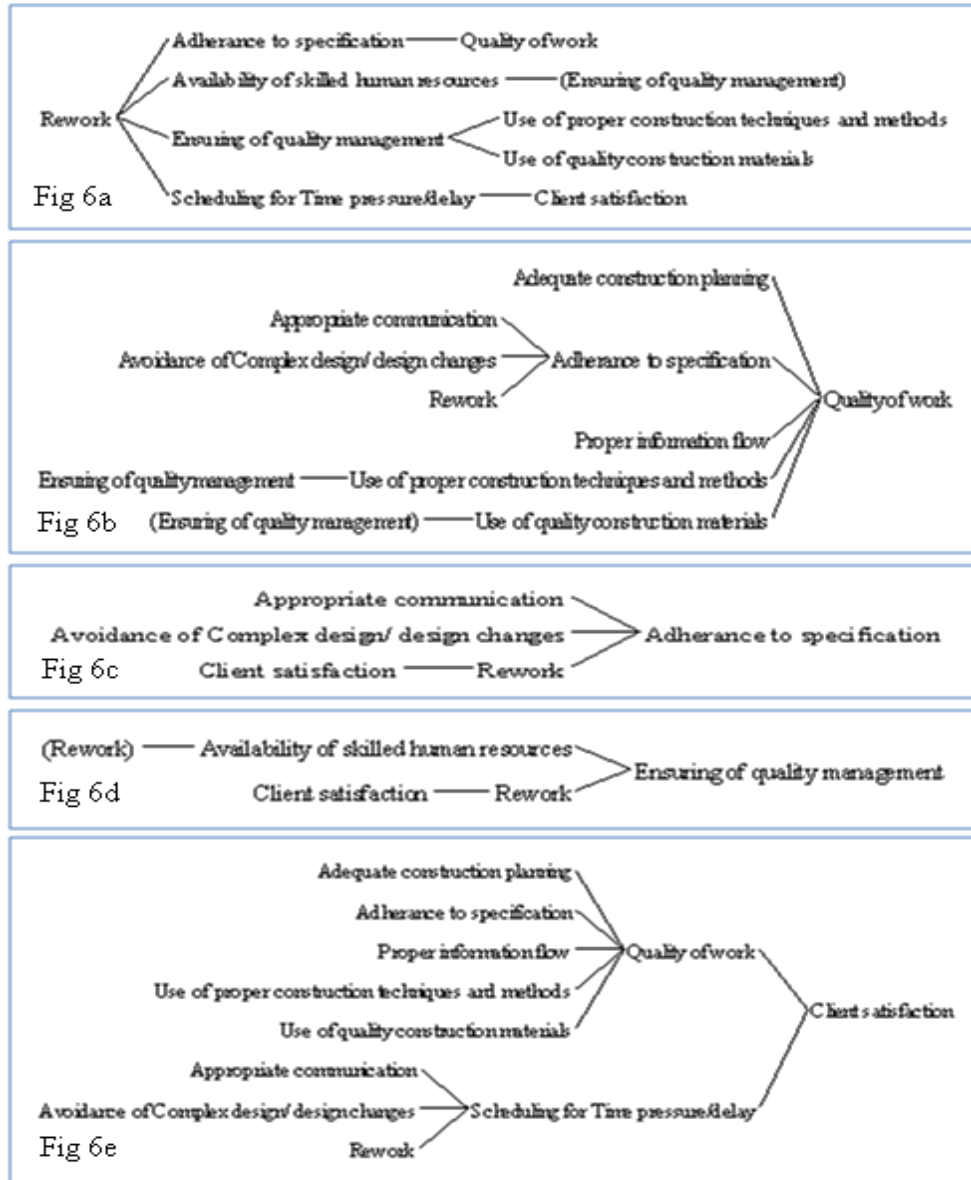 Adherance to specification Quality of work
Availability of skilled human resources (Ensuring of quality management)
Use of proper construction techniques and methods
Rework
Ensuring of quality management
Use of quality construction materials
Fig 6a
Scheduling for Time pressure/delay Client satisfaction
Adequate construction planning
Appropriate communication
Avoidance of Complex design/ design changes Adherance to specification
Rework Quality of work
Proper information flow
Ensuring of quality management Use of proper construction techniques and methods
Fig 6b
(Ensuring of quality management) Use of quality construction materials
Appropriate communication
Avoidance of Complex design/ design changes Adherance to specification
Fig 6c
Client satisfaction Rework
(Rework) Availability of skilled human resources
Ensuring of quality management
Fig 6d
Client satisfaction Rework
Adequate construction planning
Adherance to specification
Proper information flow Quality of work
Use of proper construction techniques and methods
Client satisfaction
Use of quality construction materials
Appropriate communication
Avoidance of Complex design/ design changes Scheduling for Time pressure/delay
Fig 6e
Rework